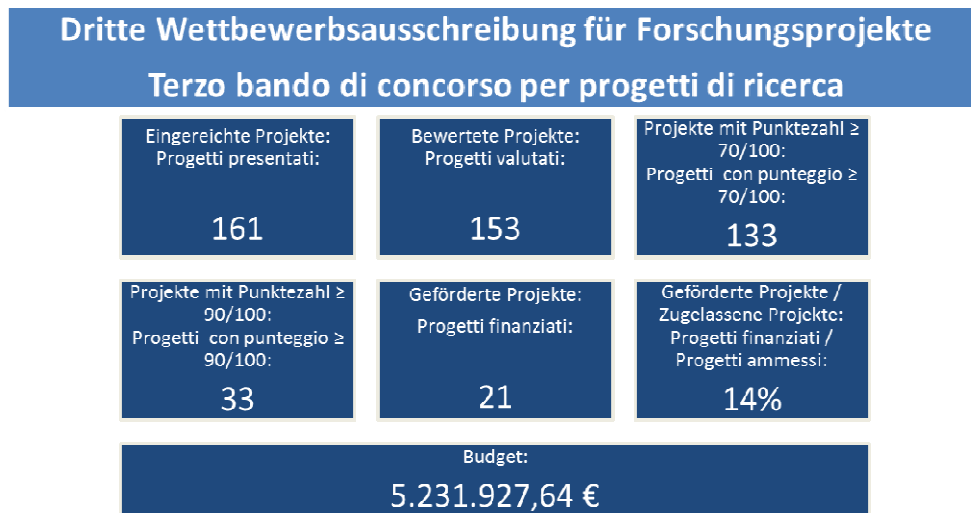 Dritte Wettbewerbsausschreibung für Forschungsprojekte
Terzo bando di concorso per progetti di ricerca
Eingereichte Projekte:
Progetti presentati:
161
Bewertete Projekte:
Progetti valutati:
153
Projekte mit Punktezahl ≥
70/100:
Progetti con punteggio ≥
70/100:
133
Projekte mit Punktezahl ≥
90/100:
Progetti con punteggio ≥
90/100:
33
Geförderte Projekte:
Progetti finanziati:
21
Geförderte Projekte /
Zugelassene Projekte:
Progetti finanziati /
Progetti ammessi:
14%
Budget:
5.231.927,64 €